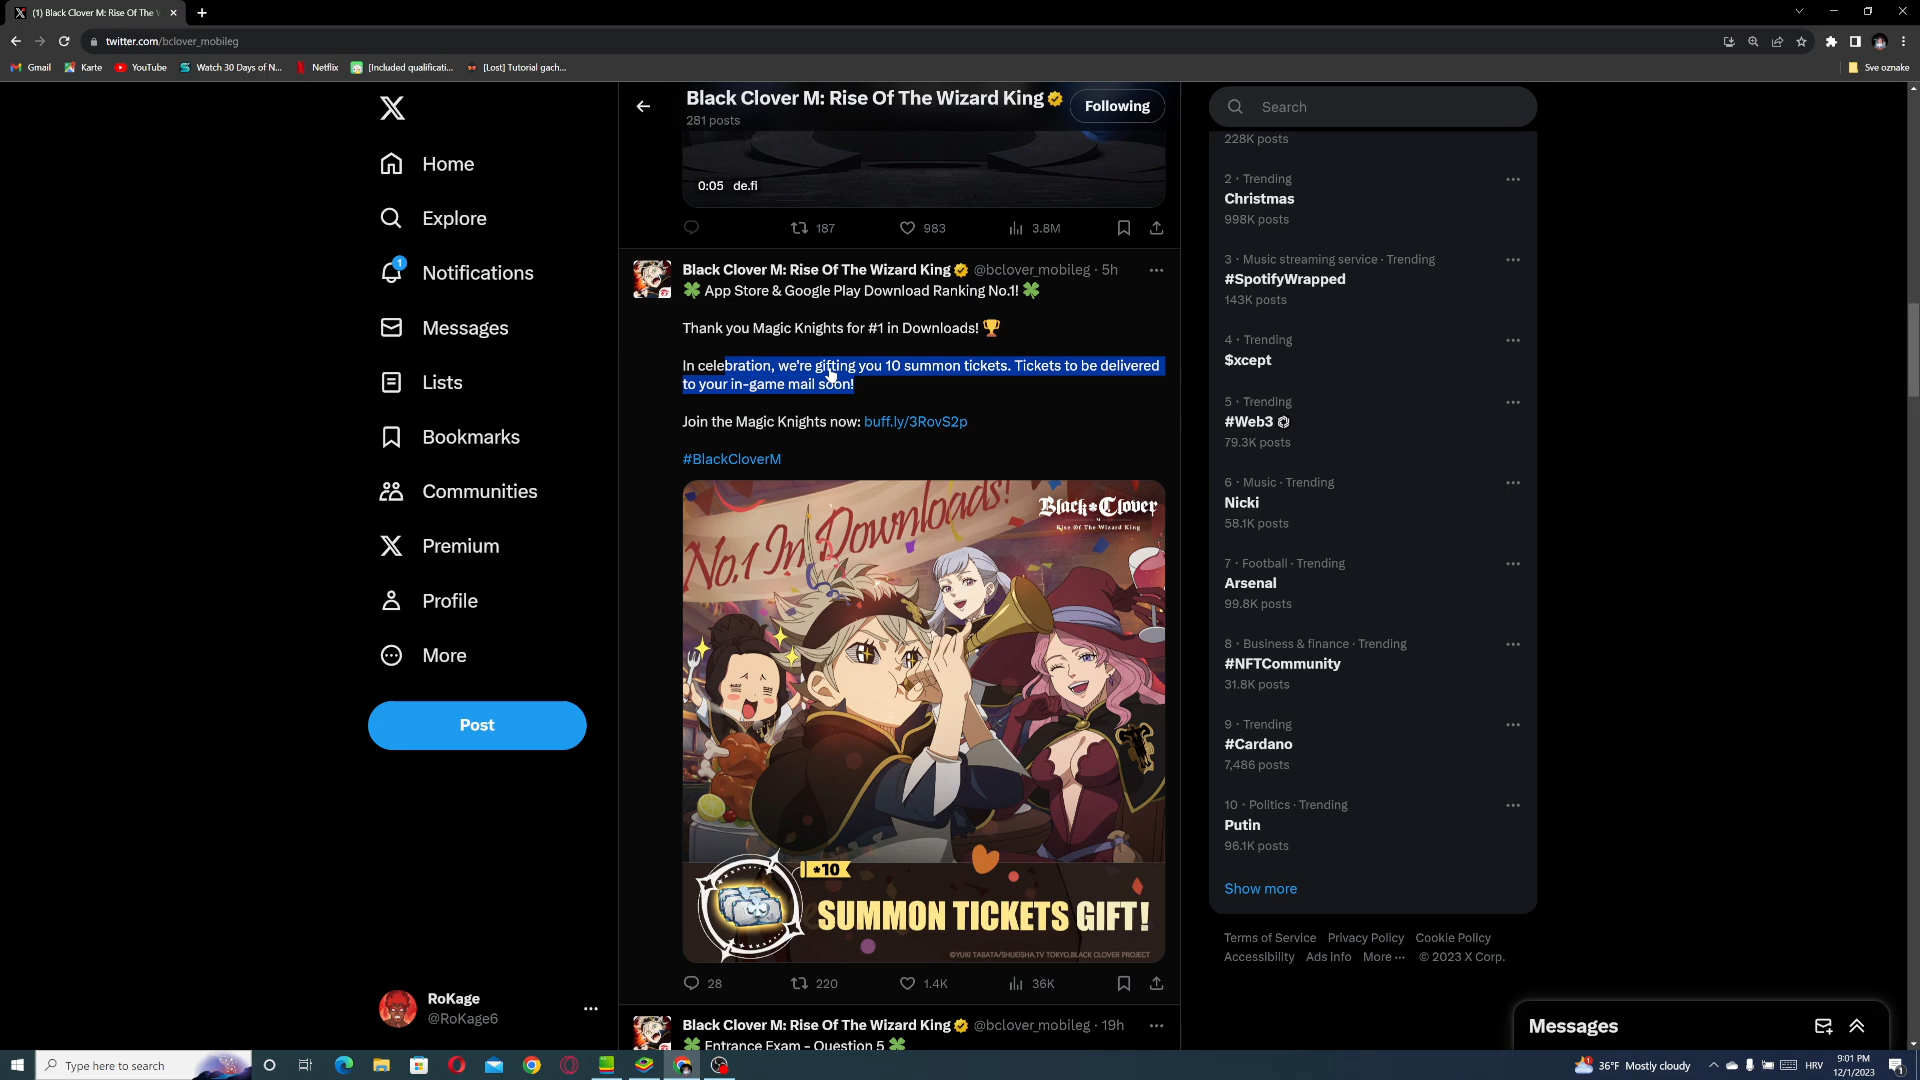 (1) Black Clover M: Rise Of The W
twitter.com/bclover_mobileg
Gmail
Karte
YouTube
Watch 30 Days of N...
Netflix
[Included qualificati...
[Lost] Tutorial gach...
Sve oznake
Home
Explore
1
Notifications
Messages
Lists
Bookmarks
Communities
Premium
Profile
More
Post
RoKage
@RoKage6
Black Clover M: Rise Of The Wizard King
281 posts
Following
0:05 de.fi
187
983
3.8M
Black Clover M: Rise Of The Wizard King @bclover_mobileg · 5h
🍀 App Store & Google Play Download Ranking No.1! 🍀
Thank you Magic Knights for #1 in Downloads! 🏆
In celebration, we're gifting you 10 summon tickets. Tickets to be delivered
to your in-game mail soon!
Join the Magic Knights now: buff.ly/3RovS2p
#BlackCloverM
No.1 In Downloads!
Black Clover
M
Rise Of The Wizard King
*10
SUMMON TICKETS GIFT!
©YUKI TABATA/SHUEISHA,TV TOKYO,BLACK CLOVER PROJECT
28
220
1.4K
36K
Black Clover M: Rise Of The Wizard King @bclover_mobileg · 19h
🍀 Entrance Exam - Question 5 🍀
Search
228K posts
2 · Trending
Christmas
998K posts
3 · Music streaming service · Trending
#SpotifyWrapped
143K posts
4 · Trending
$xcept
5 · Trending
#Web3
79.3K posts
6 · Music · Trending
Nicki
58.1K posts
7 · Football · Trending
Arsenal
99.8K posts
8 · Business & finance · Trending
#NFTCommunity
31.8K posts
9 · Trending
#Cardano
7,486 posts
10 · Politics · Trending
Putin
96.1K posts
Show more
Terms of Service Privacy Policy Cookie Policy
Accessibility Ads info More ··· © 2023 X Corp.
Messages
Type here to search
1
36°F Mostly cloudy
HRV
9:01 PM
12/1/2023
1